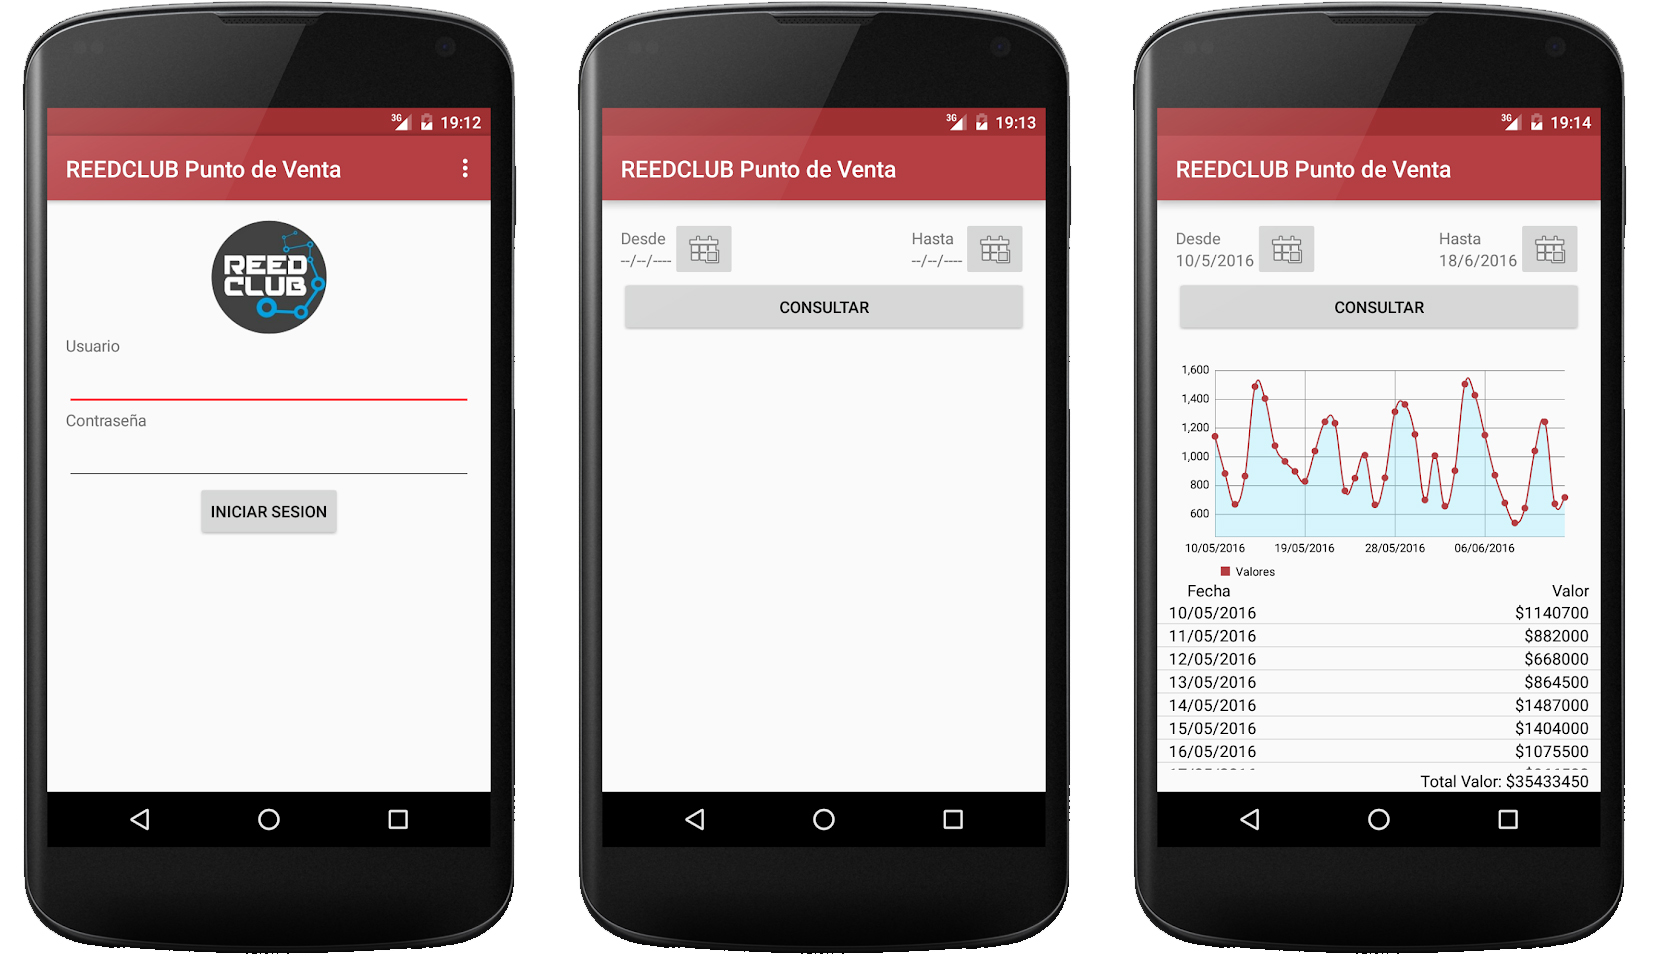 3G 19:12
REEDCLUB Punto de Venta
REED
CLUB
Usuario
Contraseña
INICIAR SESION
3G 19:13
REEDCLUB Punto de Venta
Desde
--/--/----
Hasta
--/--/----
CONSULTAR
3G 19:14
REEDCLUB Punto de Venta
Desde
10/5/2016
Hasta
18/6/2016
CONSULTAR
1,600
1,400
1,200
1,000
800
600
10/05/2016 19/05/2016 28/05/2016 06/06/2016
Valores
Fecha Valor
10/05/2016 $1140700
11/05/2016 $882000
12/05/2016 $668000
13/05/2016 $864500
14/05/2016 $1487000
15/05/2016 $1404000
16/05/2016 $1075500
Total Valor: $35433450